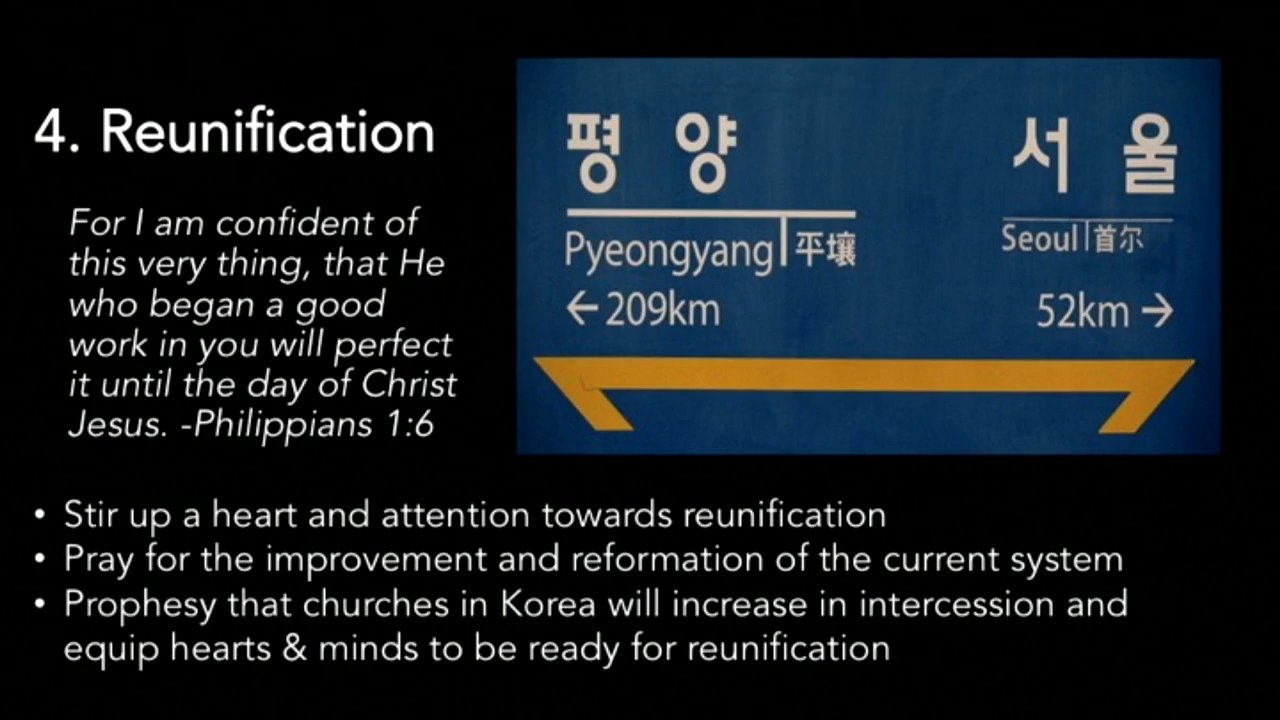 4. Reunification
For I am confident of
this very thing, that He
who began a good
work in you will perfect
it until the day of Christ
Jesus. -Philippians 1:6
평양
Pyeongyang 平壤
← 209km
서울
Seoul 首尔
52km →
• Stir up a heart and attention towards reunification
• Pray for the improvement and reformation of the current system
• Prophesy that churches in Korea will increase in intercession and
equip hearts & minds to be ready for reunification